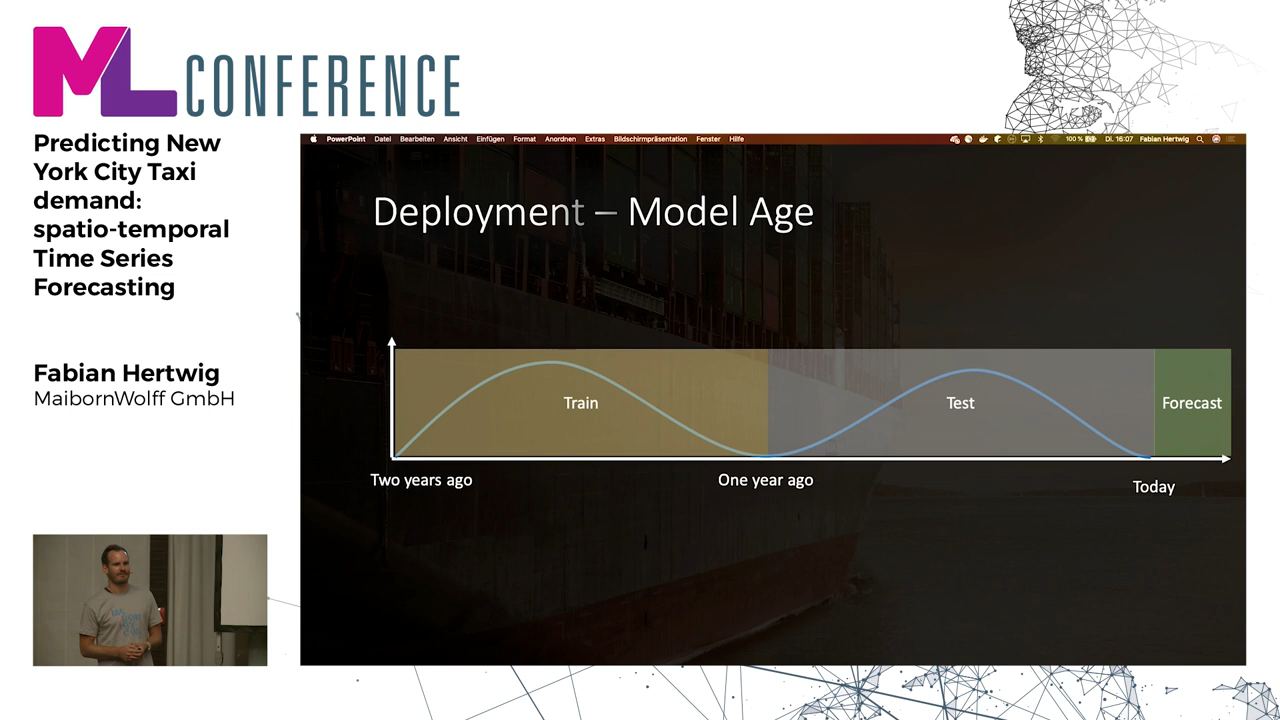 ML CONFERENCE
Predicting New
York City Taxi
demand:
spatio-temporal
Time Series
Forecasting
Fabian Hertwig
MaibornWolff GmbH
PowerPoint Datei Bearbeiten Ansicht Einfügen Format Anordnen Extras Bildschirmpräsentation Fenster Hilfe 100 % Di. 16:07 Fabian Hertwig
Deployment – Model Age
Train
Test
Forecast
Two years ago
One year ago
Today